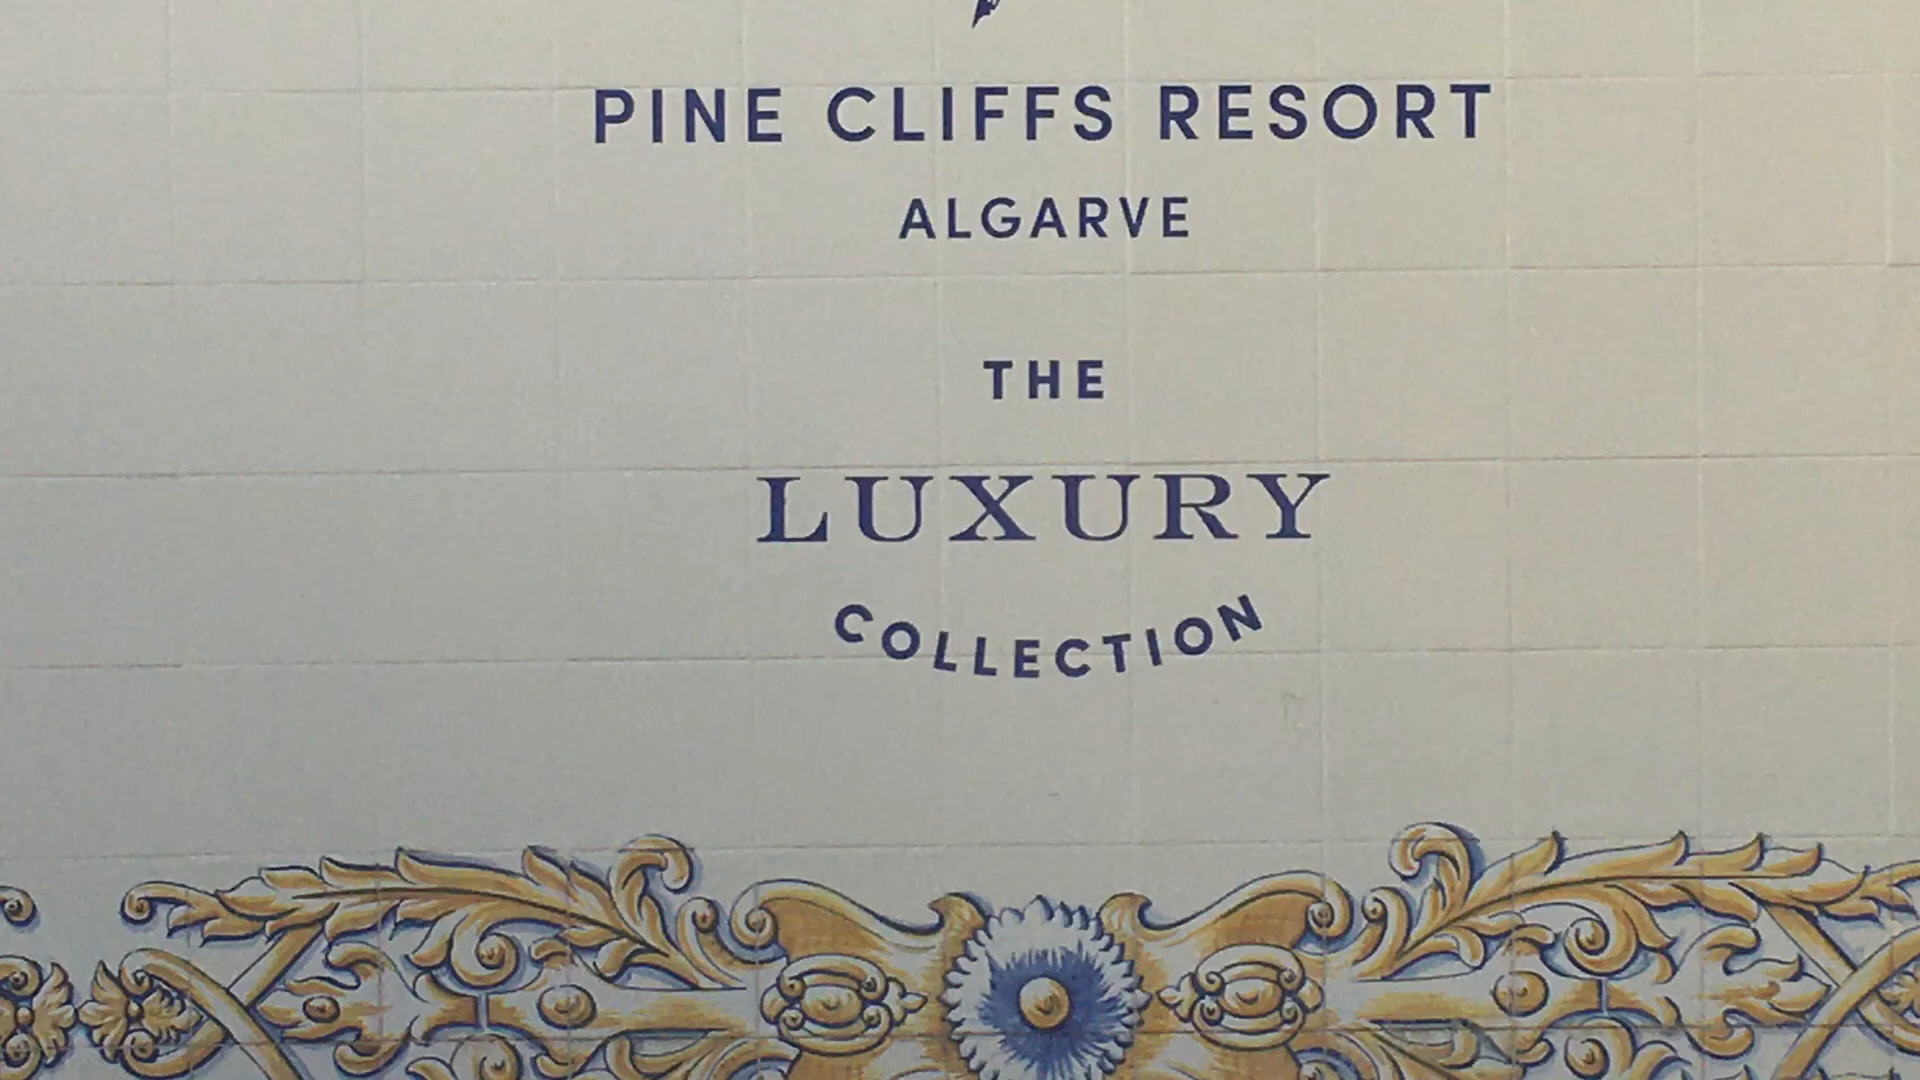 PINE CLIFFS RESORT
ALGARVE
THE
LUXURY
COLLECTION